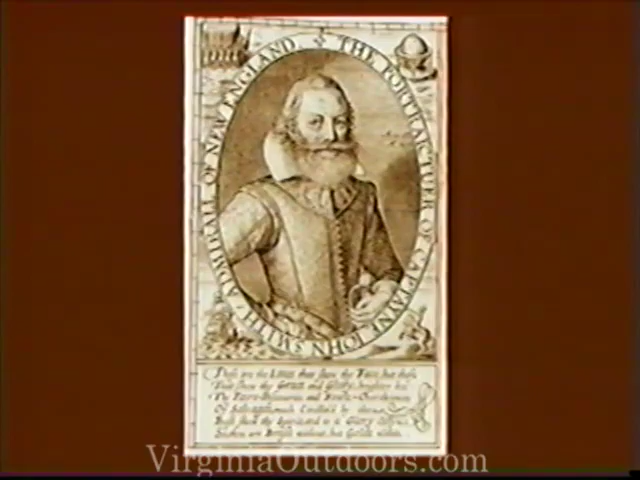 THE PORTRAICTUER OF CAPTAYNE IOHN SMITH / ADMIRALL OF NEW ENGLAND.
These are the Lines that shew thy Face; but those
That shew thy Grace and Glory, brighter bee:
Thy Faire-Discoueries and Fowle-Overthrowes
Of Salvages, much Civilliz'd by
Best shew thy Spirit; and to it Glory
So, thou art Brasse without, but Golde within.
VirginiaOutdoors.com